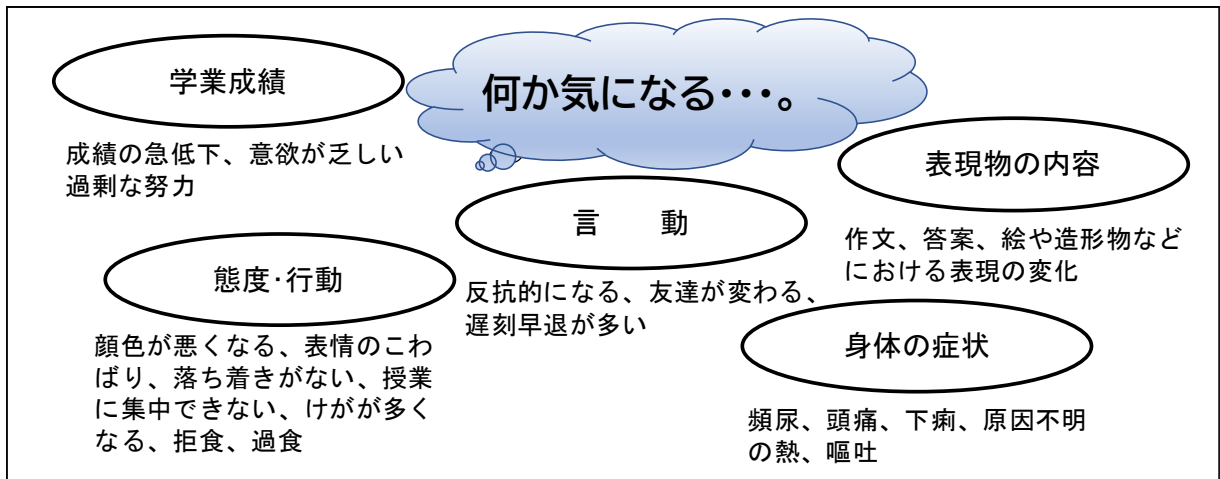 何か気になる・・・。
学業成績
成績の急低下、意欲が乏しい
過剰な努力
表現物の内容
作文、答案、絵や造形物など
における表現の変化
言　　動
反抗的になる、友達が変わる、
遅刻早退が多い
態度・行動
顔色が悪くなる、表情のこわ
ばり、落ち着きがない、授業
に集中できない、けがが多く
なる、拒食、過食
身体の症状
頻尿、頭痛、下痢、原因不明
の熱、嘔吐